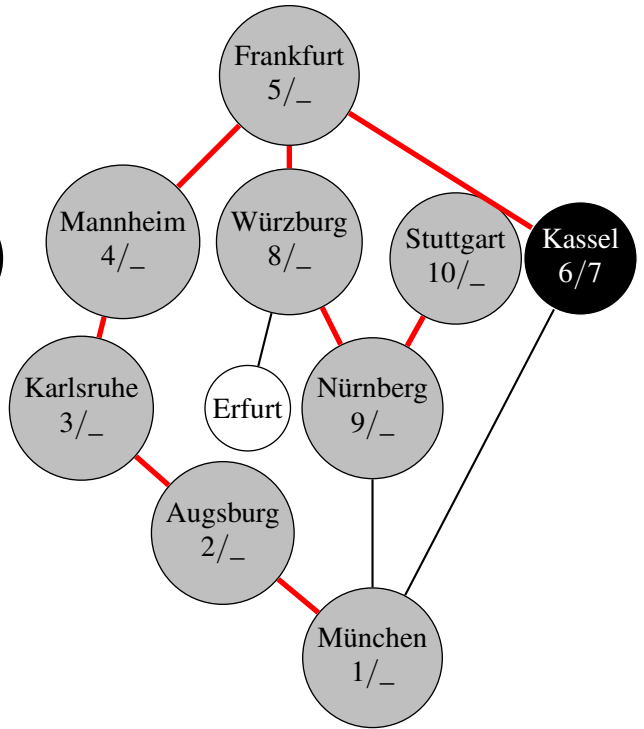 Frankfurt
5/_
Mannheim
4/_
Würzburg
8/_
Stuttgart
10/_
Kassel
6/7
Karlsruhe
3/_
Erfurt
Nürnberg
9/_
Augsburg
2/_
München
1/_